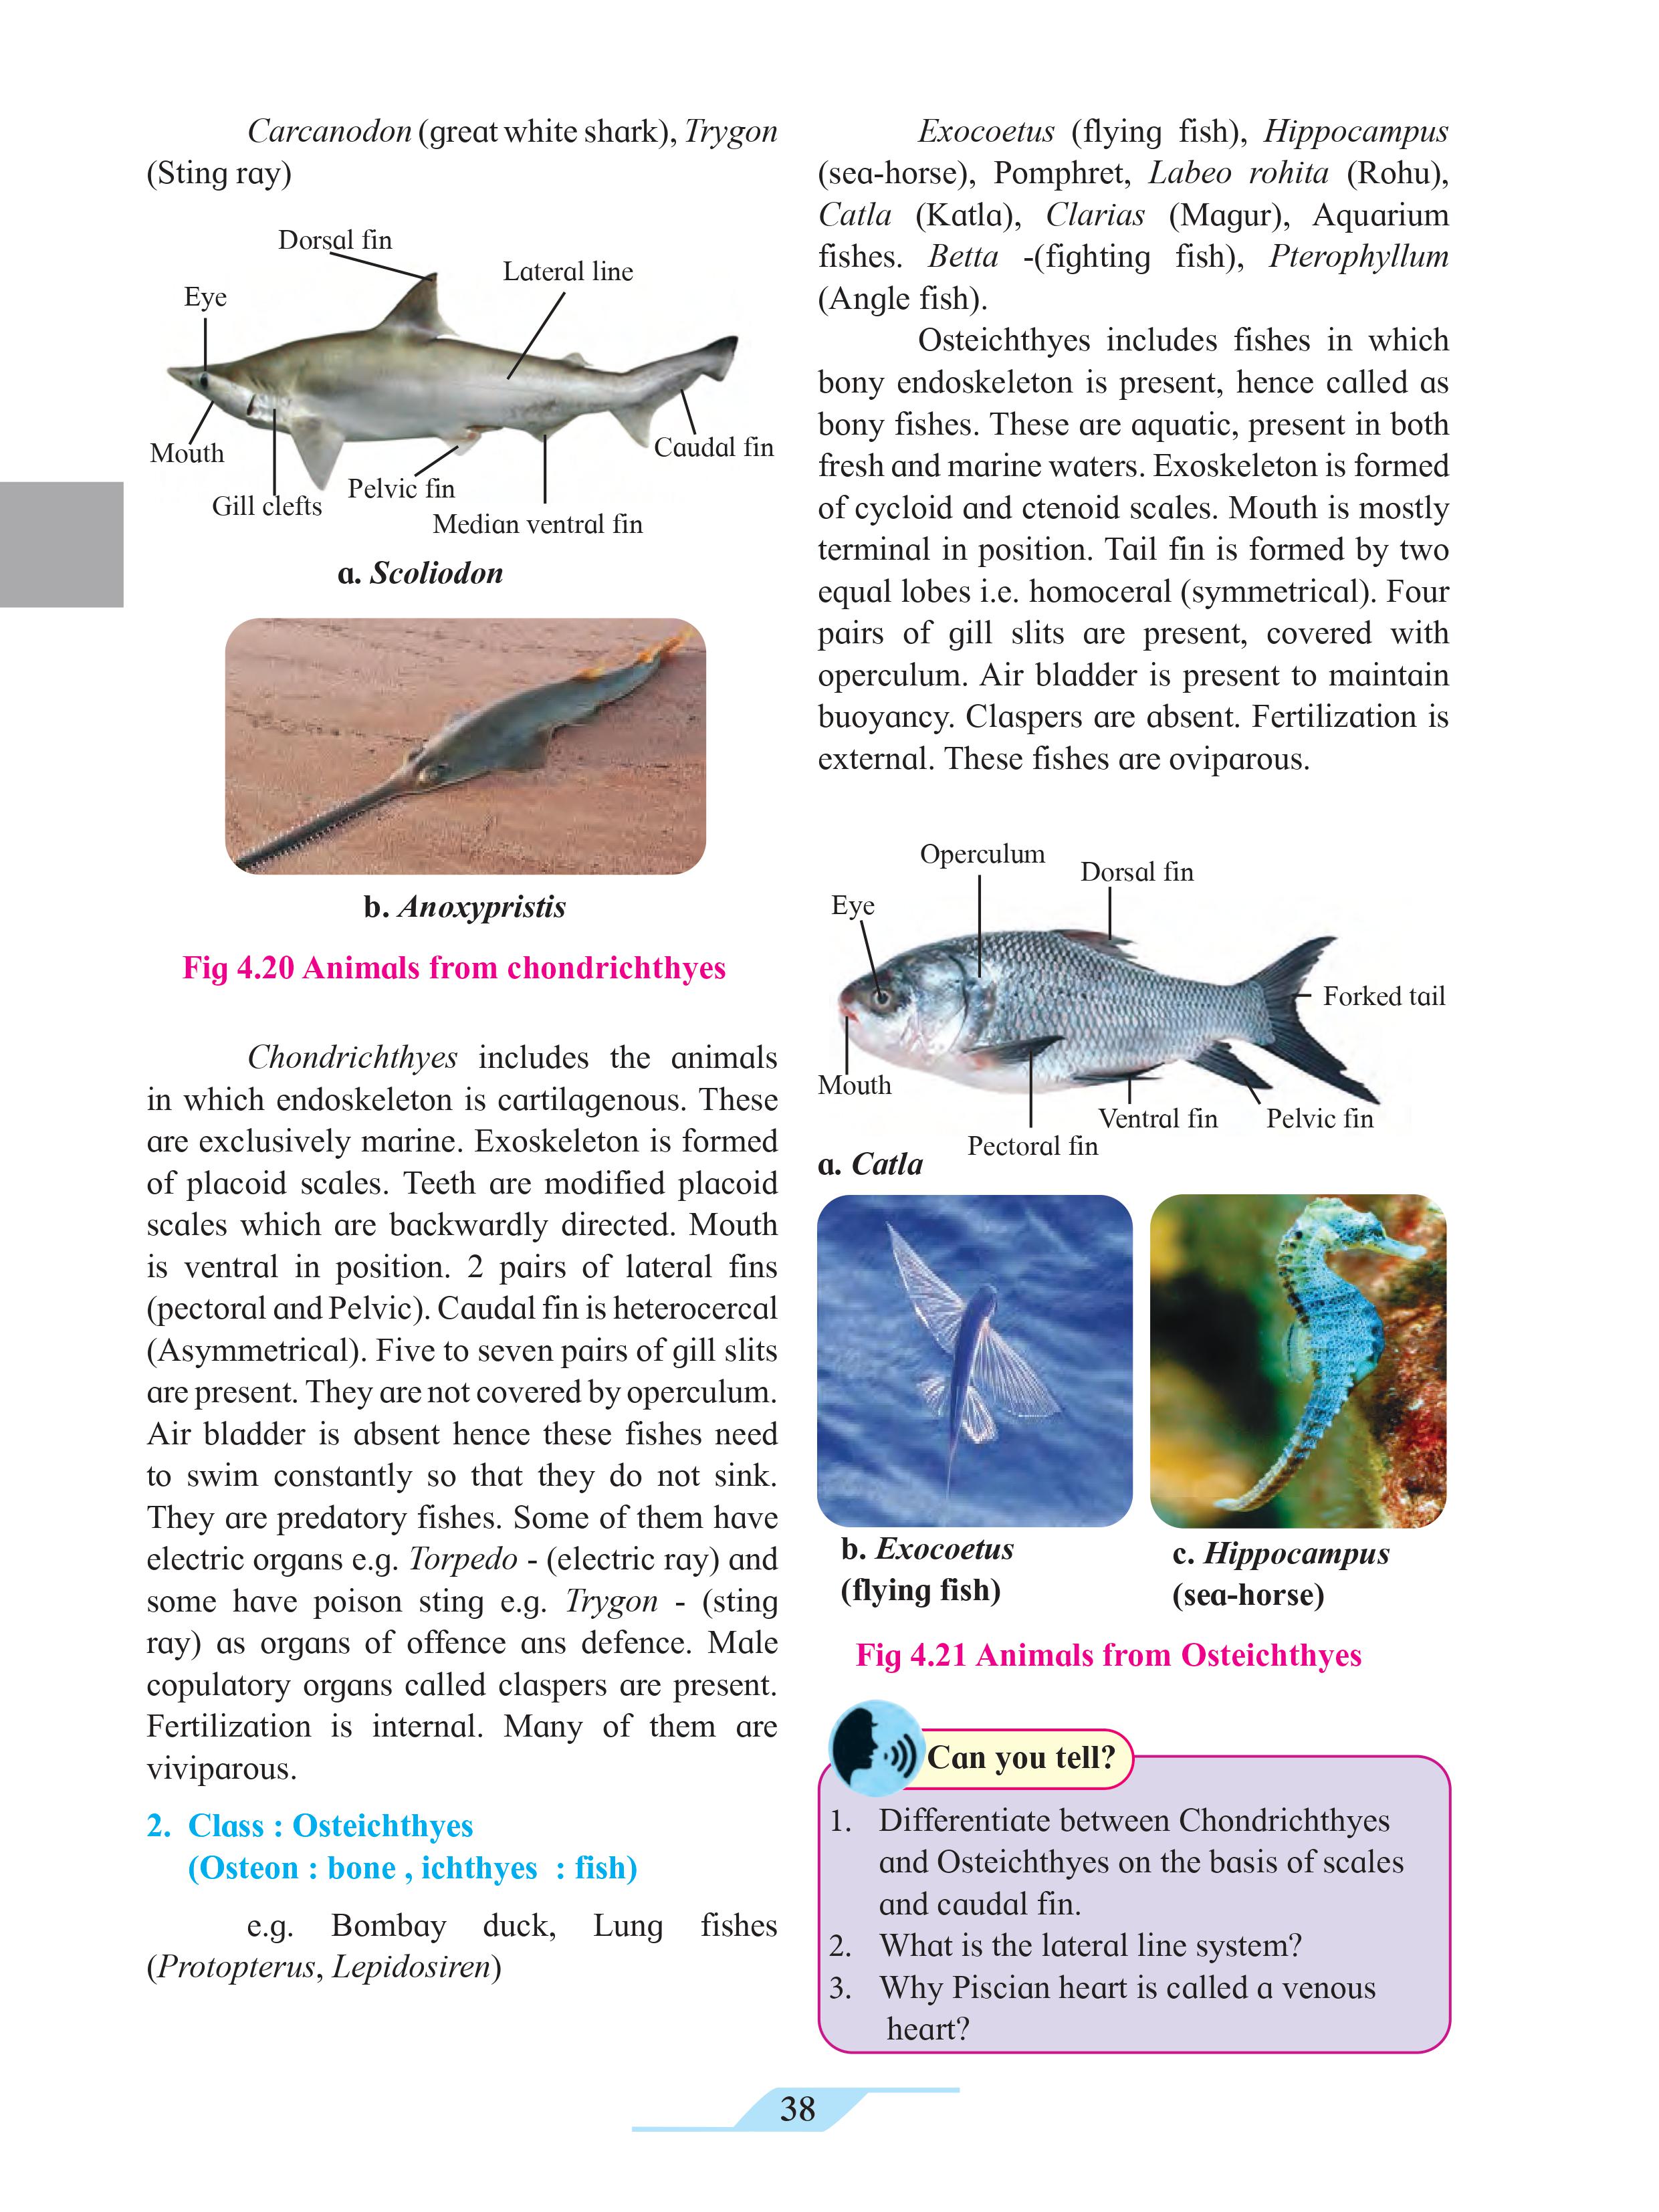 Carcanodon (great white shark), Trygon
(Sting ray)
Dorsal fin
Lateral line
Eye
Mouth
Caudal fin
Gill clefts
Pelvic fin
Median ventral fin
a. Scoliodon
b. Anoxypristis
Fig 4.20 Animals from chondrichthyes
Chondrichthyes includes the animals
in which endoskeleton is cartilagenous. These
are exclusively marine. Exoskeleton is formed
of placoid scales. Teeth are modified placoid
scales which are backwardly directed. Mouth
is ventral in position. 2 pairs of lateral fins
(pectoral and Pelvic). Caudal fin is heterocercal
(Asymmetrical). Five to seven pairs of gill slits
are present. They are not covered by operculum.
Air bladder is absent hence these fishes need
to swim constantly so that they do not sink.
They are predatory fishes. Some of them have
electric organs e.g. Torpedo - (electric ray) and
some have poison sting e.g. Trygon - (sting
ray) as organs of offence ans defence. Male
copulatory organs called claspers are present.
Fertilization is internal. Many of them are
viviparous.
2. Class : Osteichthyes
(Osteon : bone , ichthyes : fish)
e.g. Bombay duck, Lung fishes
(Protopterus, Lepidosiren)
Exocoetus (flying fish), Hippocampus
(sea-horse), Pomphret, Labeo rohita (Rohu),
Catla (Katla), Clarias (Magur), Aquarium
fishes. Betta -(fighting fish), Pterophyllum
(Angle fish).
Osteichthyes includes fishes in which
bony endoskeleton is present, hence called as
bony fishes. These are aquatic, present in both
fresh and marine waters. Exoskeleton is formed
of cycloid and ctenoid scales. Mouth is mostly
terminal in position. Tail fin is formed by two
equal lobes i.e. homoceral (symmetrical). Four
pairs of gill slits are present, covered with
operculum. Air bladder is present to maintain
buoyancy. Claspers are absent. Fertilization is
external. These fishes are oviparous.
Operculum
Dorsal fin
Eye
Forked tail
Mouth
Ventral fin
Pelvic fin
Pectoral fin
a. Catla
b. Exocoetus
(flying fish)
c. Hippocampus
(sea-horse)
Fig 4.21 Animals from Osteichthyes
Can you tell?
1. Differentiate between Chondrichthyes
and Osteichthyes on the basis of scales
and caudal fin.
2. What is the lateral line system?
3. Why Piscian heart is called a venous
heart?
38